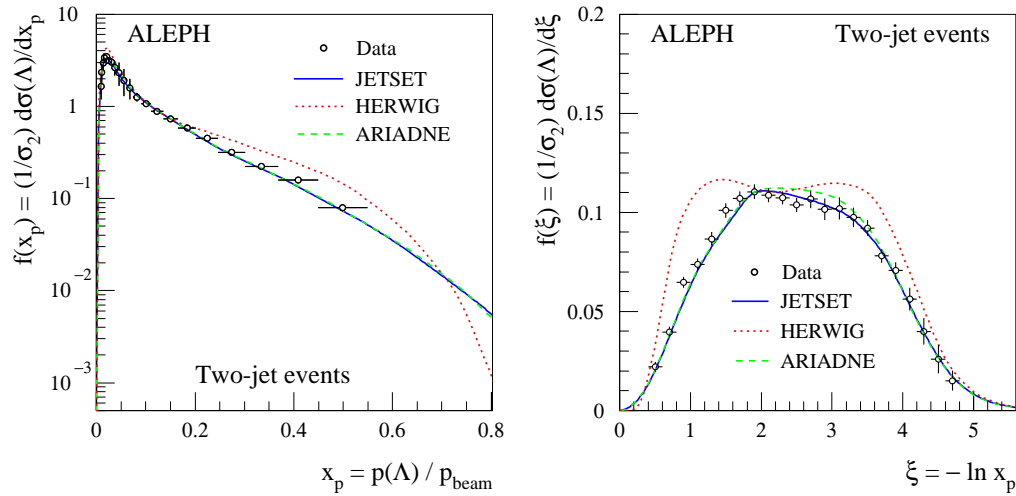 f(x_p) = (1/σ₂) dσ(Λ)/dx_p
10
1
10⁻¹
10⁻²
10⁻³
ALEPH
Data
JETSET
HERWIG
ARIADNE
Two-jet events
0
0.2
0.4
0.6
0.8
x_p = p(Λ) / p_beam
f(ξ) = (1/σ₂) dσ(Λ)/dξ
0.2
0.15
0.1
0.05
0
ALEPH
Two-jet events
Data
JETSET
HERWIG
ARIADNE
0
1
2
3
4
5
ξ = − ln x_p